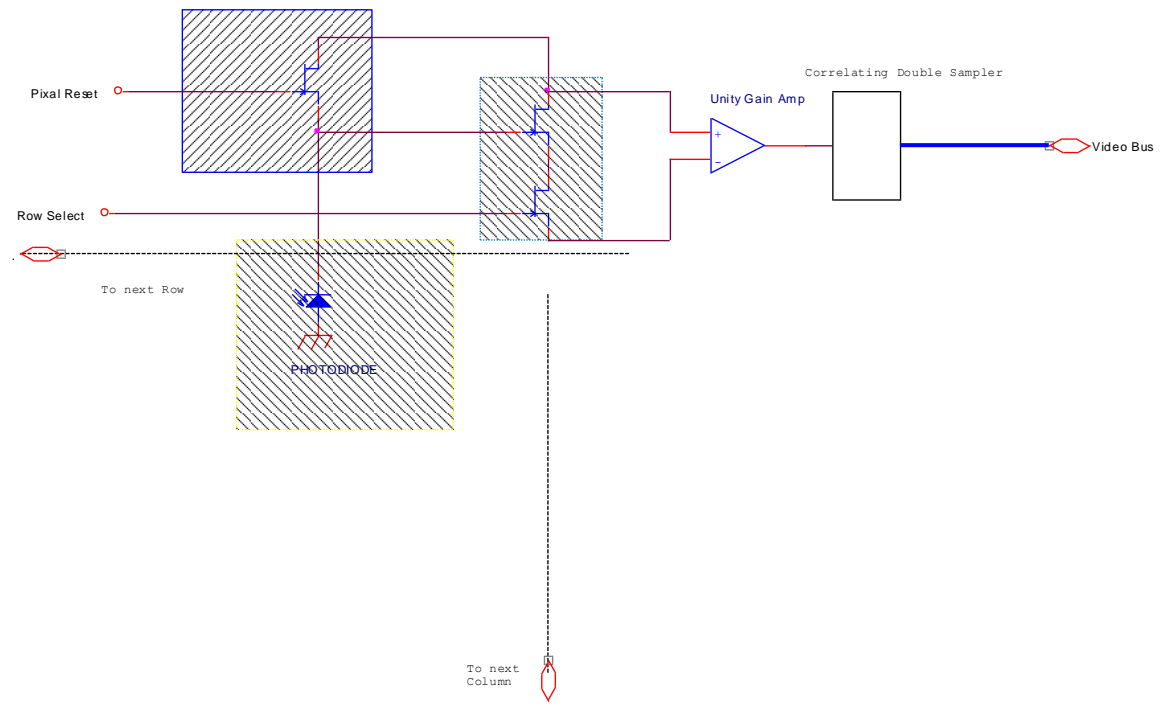 Correlating Double Sampler
Pixal Reset
Unity Gain Amp
+
−
Video Bus
Row Select
.
To next Row
PHOTODIODE
To next
Column